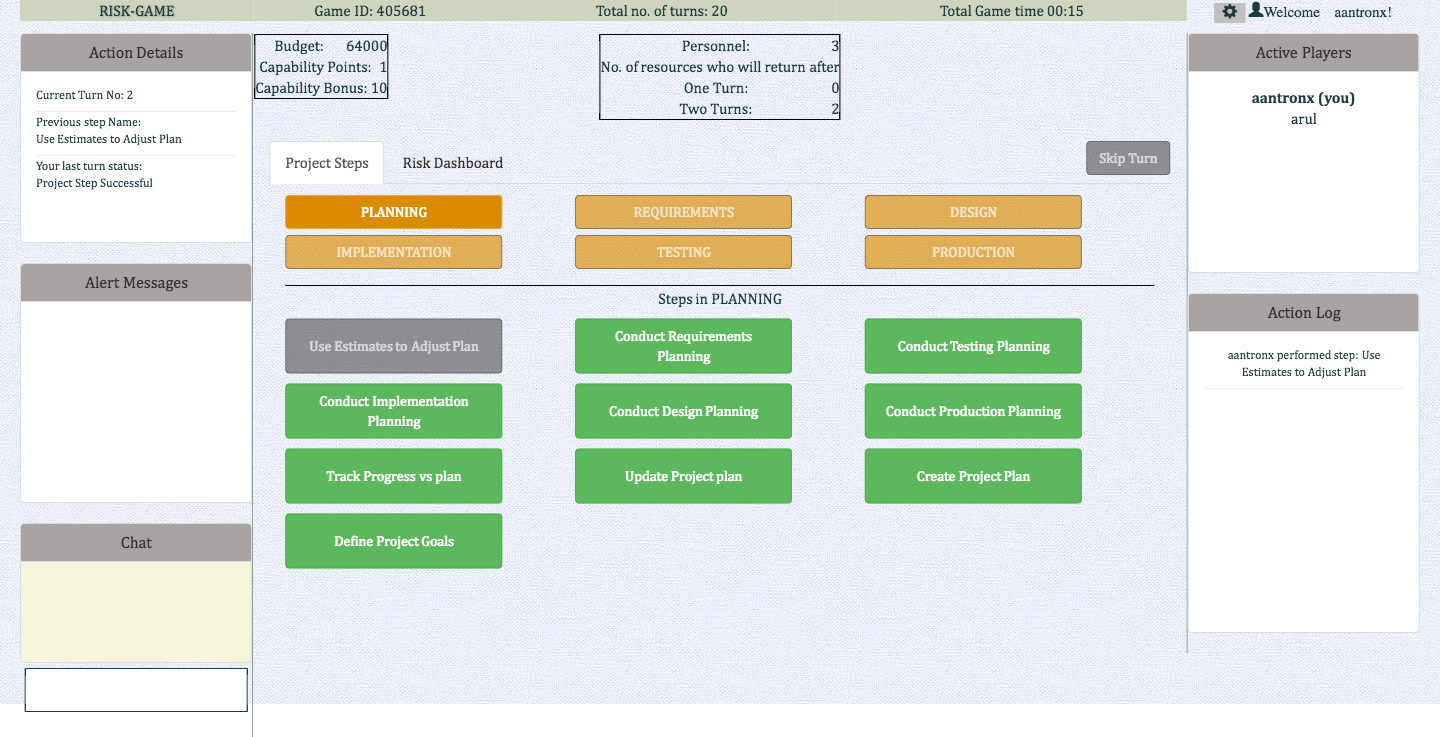 RISK-GAME
Game ID: 405681
Total no. of turns: 20
Total Game time 00:15
Welcome aantronx!
Action Details
Current Turn No: 2
Previous step Name:
Use Estimates to Adjust Plan
Your last turn status:
Project Step Successful
Alert Messages
Chat
Budget: 64000
Capability Points: 1
Capability Bonus: 10
Personnel: 3
No. of resources who will return after
One Turn: 0
Two Turns: 2
Project Steps
Risk Dashboard
Skip Turn
PLANNING
REQUIREMENTS
DESIGN
IMPLEMENTATION
TESTING
PRODUCTION
Steps in PLANNING
Use Estimates to Adjust Plan
Conduct Requirements
Planning
Conduct Testing Planning
Conduct Implementation
Planning
Conduct Design Planning
Conduct Production Planning
Track Progress vs plan
Update Project plan
Create Project Plan
Define Project Goals
Active Players
aantronx (you)
arul
Action Log
aantronx performed step: Use
Estimates to Adjust Plan